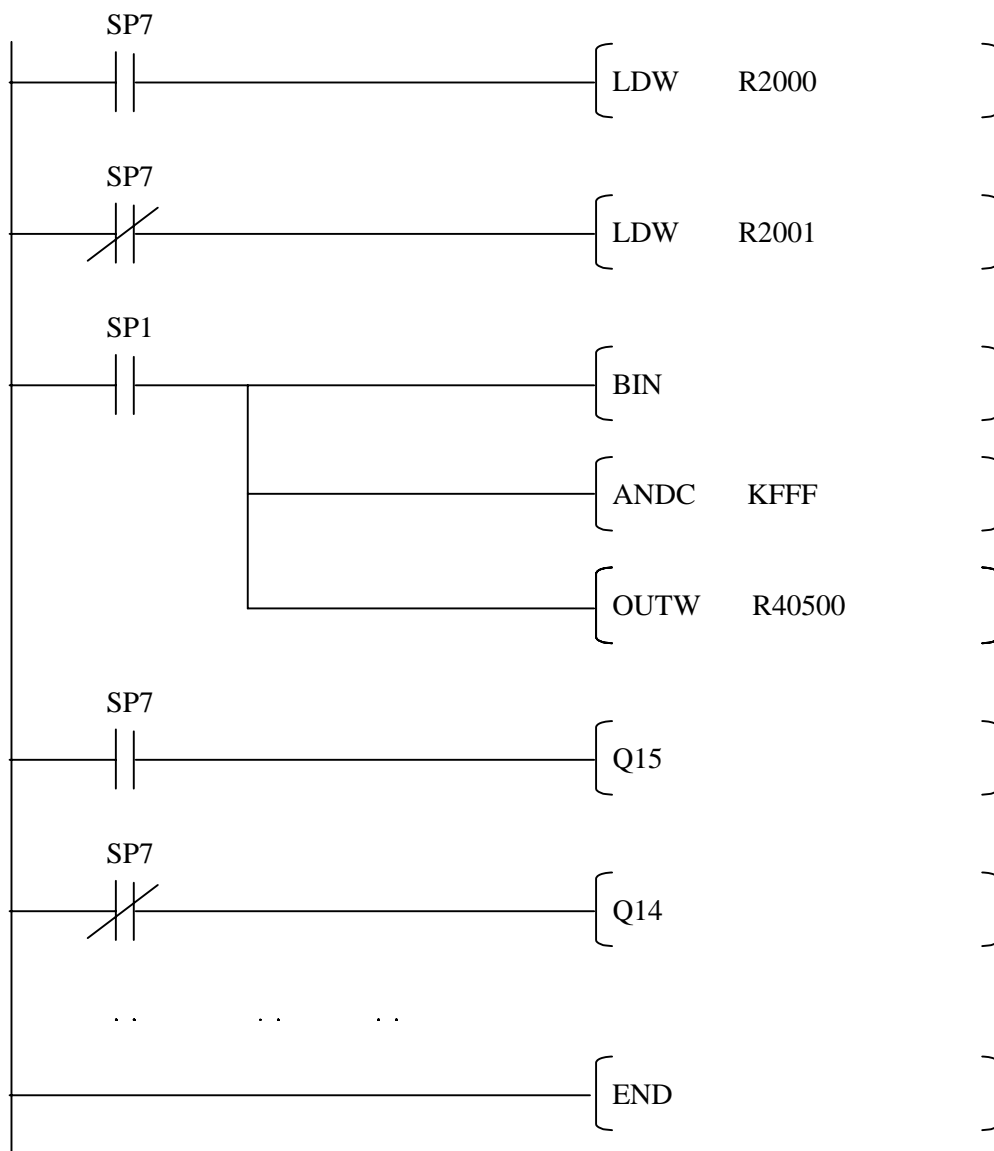 SP7
LDW R2000
SP7
LDW R2001
SP1
BIN
ANDC KFFF
OUTW R40500
SP7
Q15
SP7
Q14
END